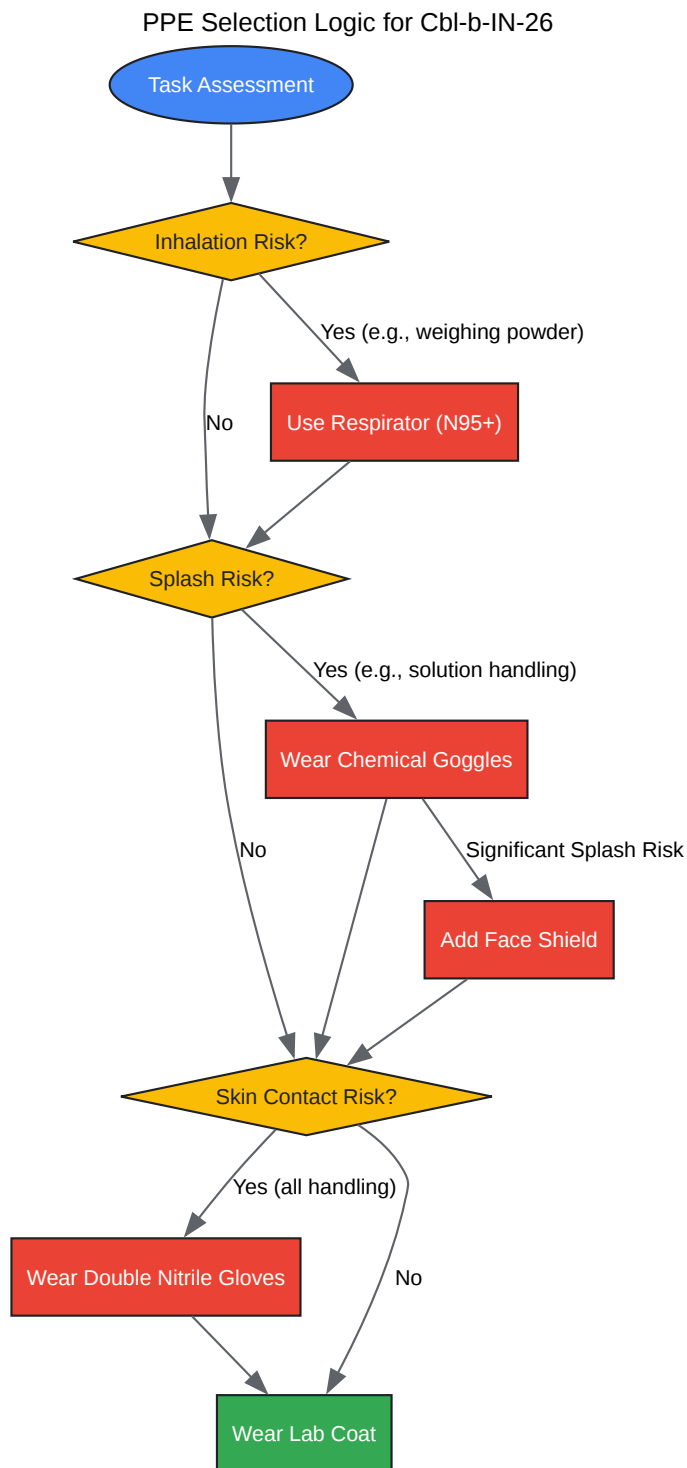 PPE Selection Logic for Cbl-b-IN-26
Task Assessment
Inhalation Risk?
Yes (e.g., weighing powder)
Use Respirator (N95+)
No
Splash Risk?
Yes (e.g., solution handling)
Wear Chemical Goggles
No
Significant Splash Risk
Add Face Shield
Skin Contact Risk?
Yes (all handling)
Wear Double Nitrile Gloves
No
Wear Lab Coat